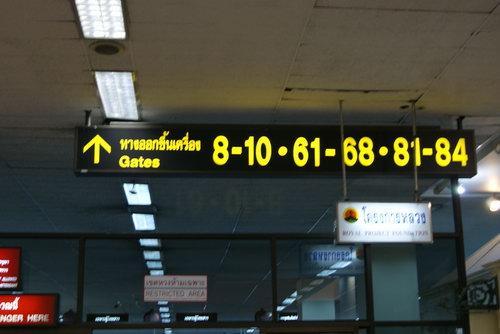 ทางออกขึ้นเครื่อง
Gates 8-10 • 61-68 • 81-84
โครงการหลวง
ROYAL PROJECT FOUNDATION
เขตหวงห้ามเฉพาะ
RESTRICTED AREA
NGER HERE